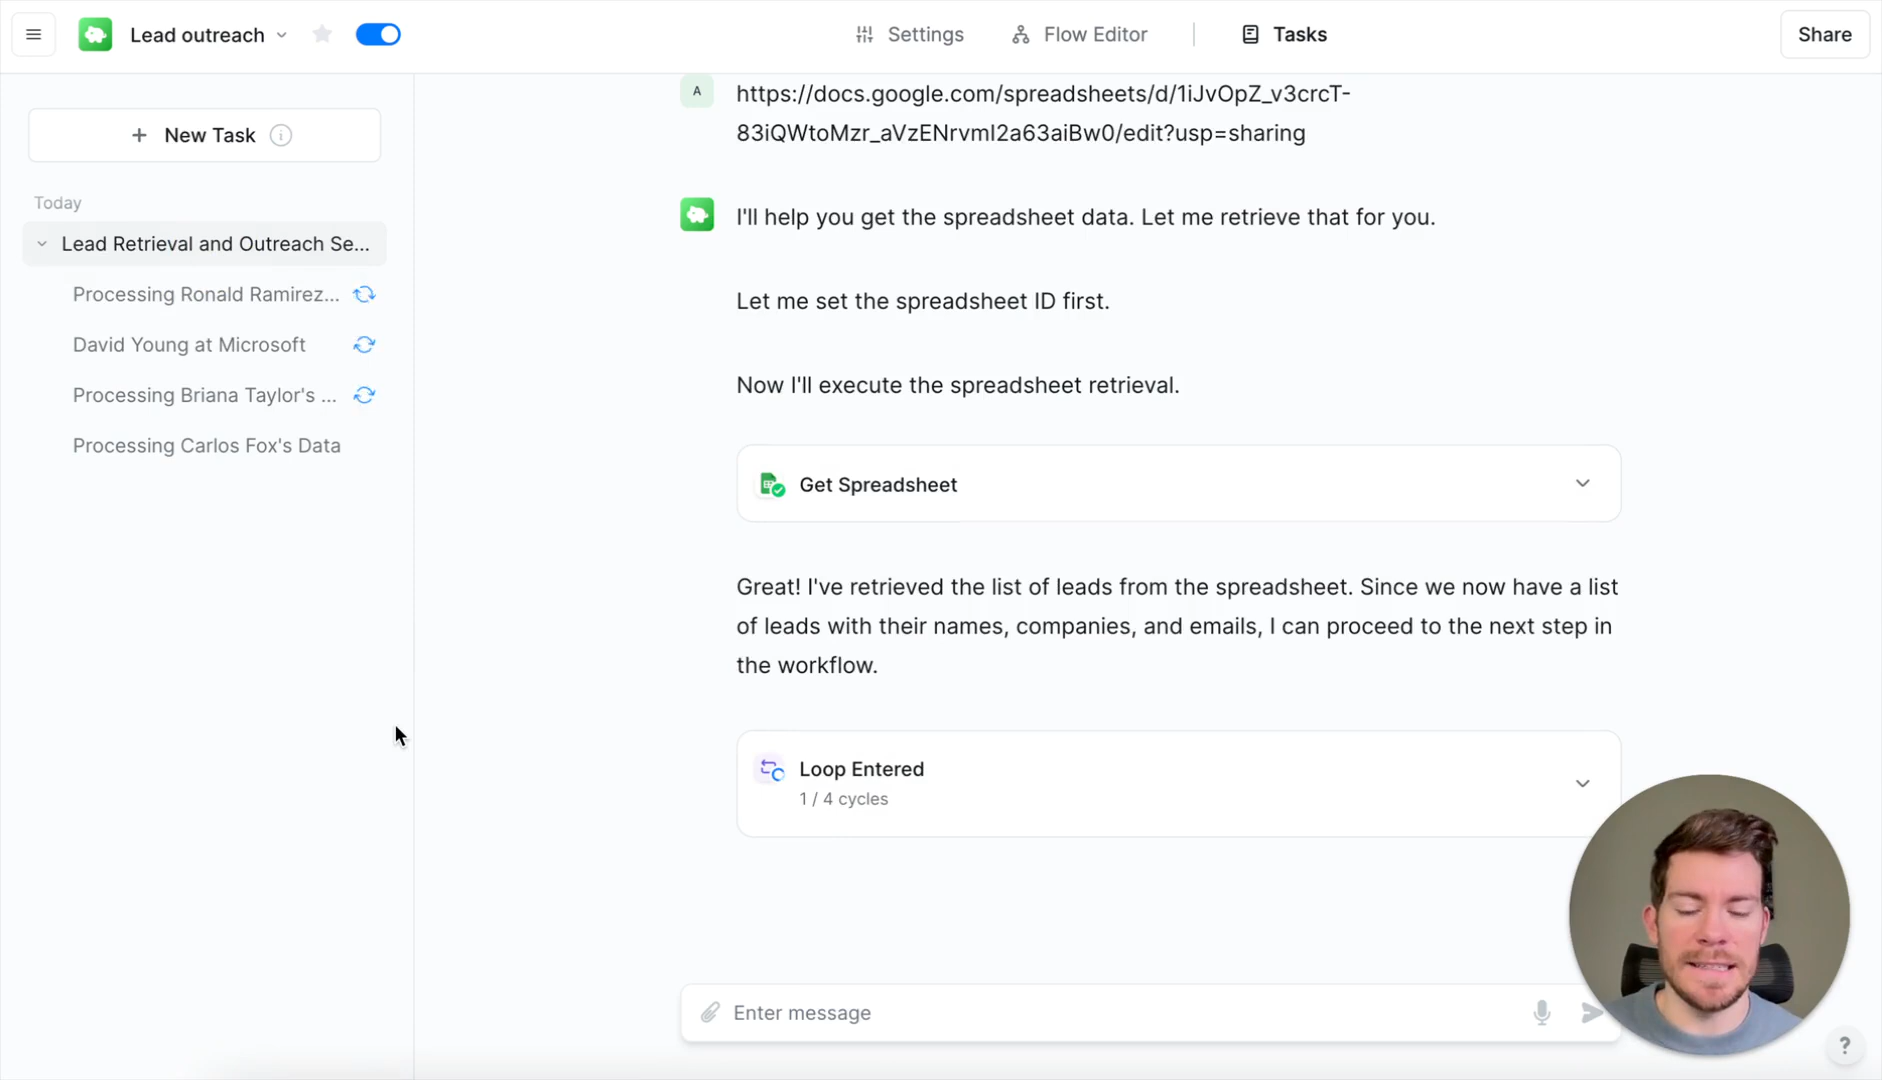 Lead outreach
Settings
Flow Editor
Tasks
Share
New Task
Today
Lead Retrieval and Outreach Se...
Processing Ronald Ramirez...
David Young at Microsoft
Processing Briana Taylor's ...
Processing Carlos Fox's Data
A
https://docs.google.com/spreadsheets/d/1iJvOpZ_v3crcT-
83iQWtoMzr_aVzENrvmI2a63aiBw0/edit?usp=sharing
I'll help you get the spreadsheet data. Let me retrieve that for you.
Let me set the spreadsheet ID first.
Now I'll execute the spreadsheet retrieval.
Get Spreadsheet
Great! I've retrieved the list of leads from the spreadsheet. Since we now have a list
of leads with their names, companies, and emails, I can proceed to the next step in
the workflow.
Loop Entered
1 / 4 cycles
Enter message
?